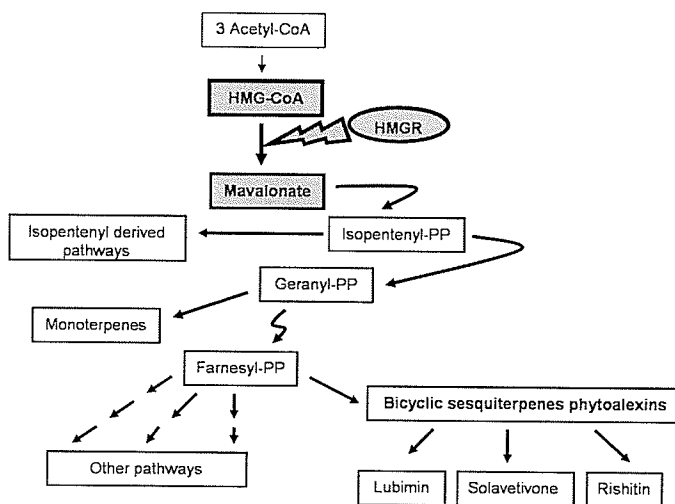 3 Acetyl-CoA
HMG-CoA
HMGR
Mavalonate
Isopentenyl derived
pathways
Isopentenyl-PP
Geranyl-PP
Monoterpenes
Farnesyl-PP
Bicyclic sesquiterpenes phytoalexins
Other pathways
Lubimin
Solavetivone
Rishitin